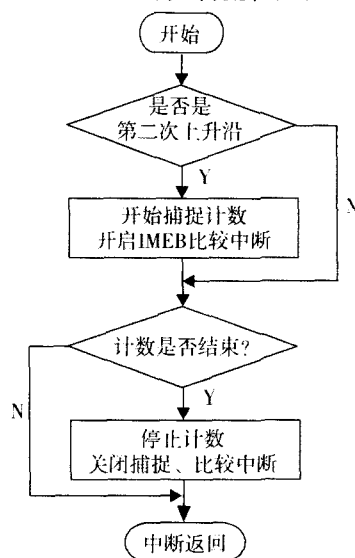 开始
是否是
第二次上升沿
Y
N
开始捕捉计数
开启IMEB比较中断
计数是否结束?
N
Y
停止计数
关闭捕捉、比较中断
中断返回